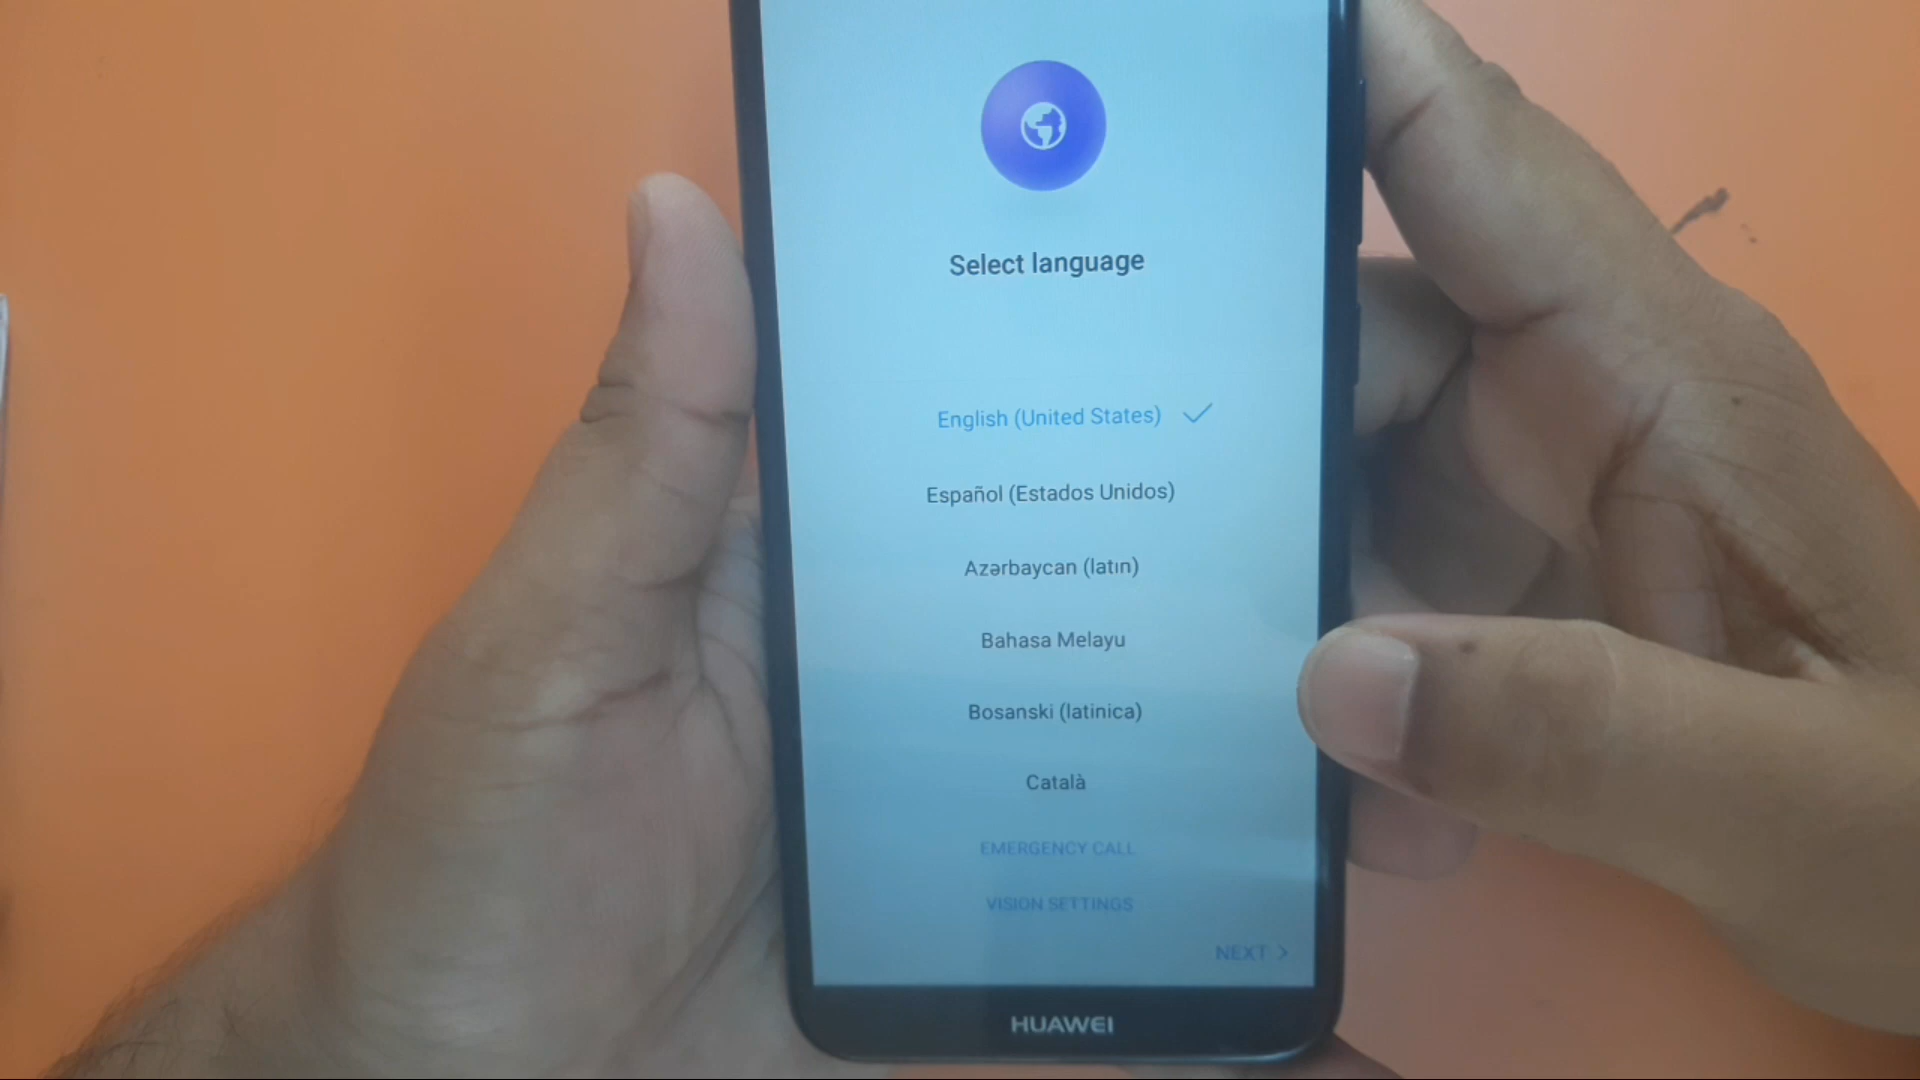 Select language
English (United States)
Español (Estados Unidos)
Azərbaycan (latın)
Bahasa Melayu
Bosanski (latinica)
Català
EMERGENCY CALL
VISION SETTINGS
NEXT >
HUAWEI